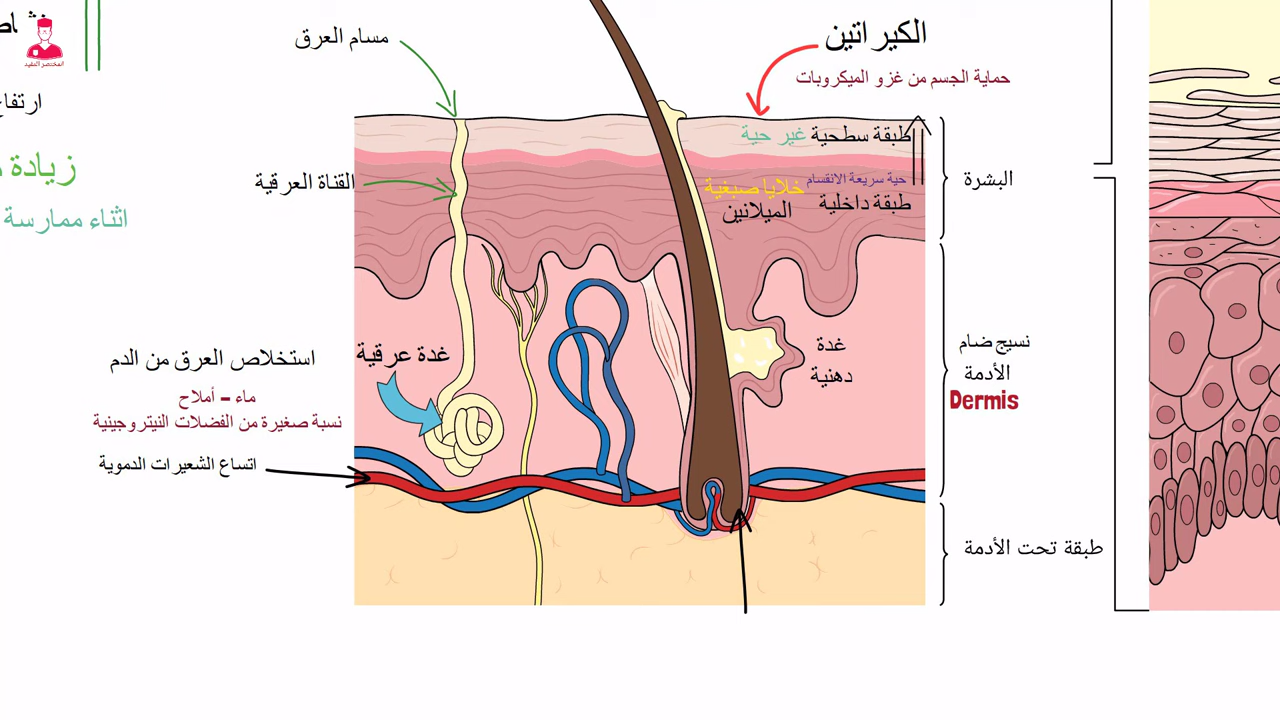 الكيراتين
حماية الجسم من غزو الميكروبات
مسام العرق
طبقة سطحية غير حية
حية سريعة الانقسام
خلايا صبغية
طبقة داخلية
الميلانين
البشرة
القناة العرقية
زيادة
اثناء ممارسة
نسيج ضام
الأدمة
Dermis
غدة
دهنية
غدة عرقية
استخلاص العرق من الدم
ماء – أملاح
نسبة صغيرة من الفضلات النيتروجينية
اتساع الشعيرات الدموية
طبقة تحت الأدمة